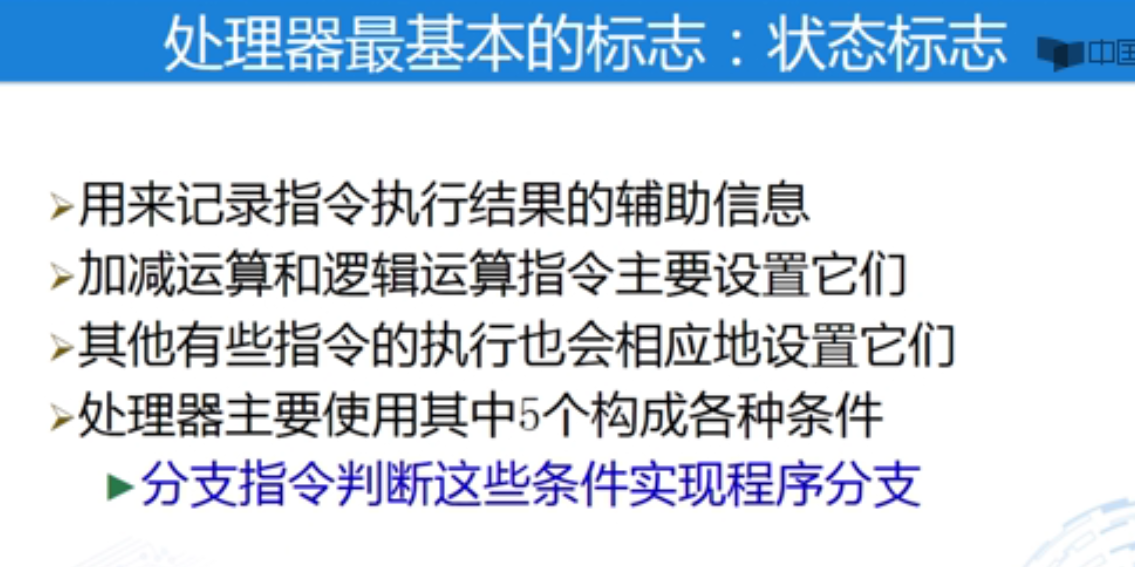 处理器最基本的标志：状态标志
中国
用来记录指令执行结果的辅助信息
加减运算和逻辑运算指令主要设置它们
其他有些指令的执行也会相应地设置它们
处理器主要使用其中5个构成各种条件
分支指令判断这些条件实现程序分支